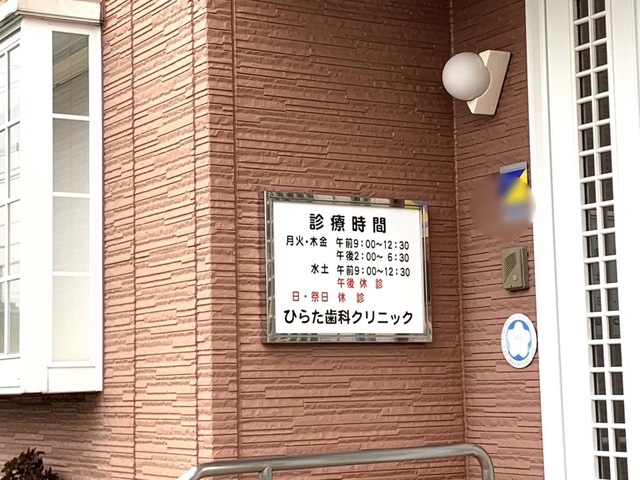 診療時間
月火・木金 午前9:00〜12:30
午後2:00〜 6:30
水土 午前9:00〜12:30
午後休診
日・祭日 休診
ひらた歯科クリニック